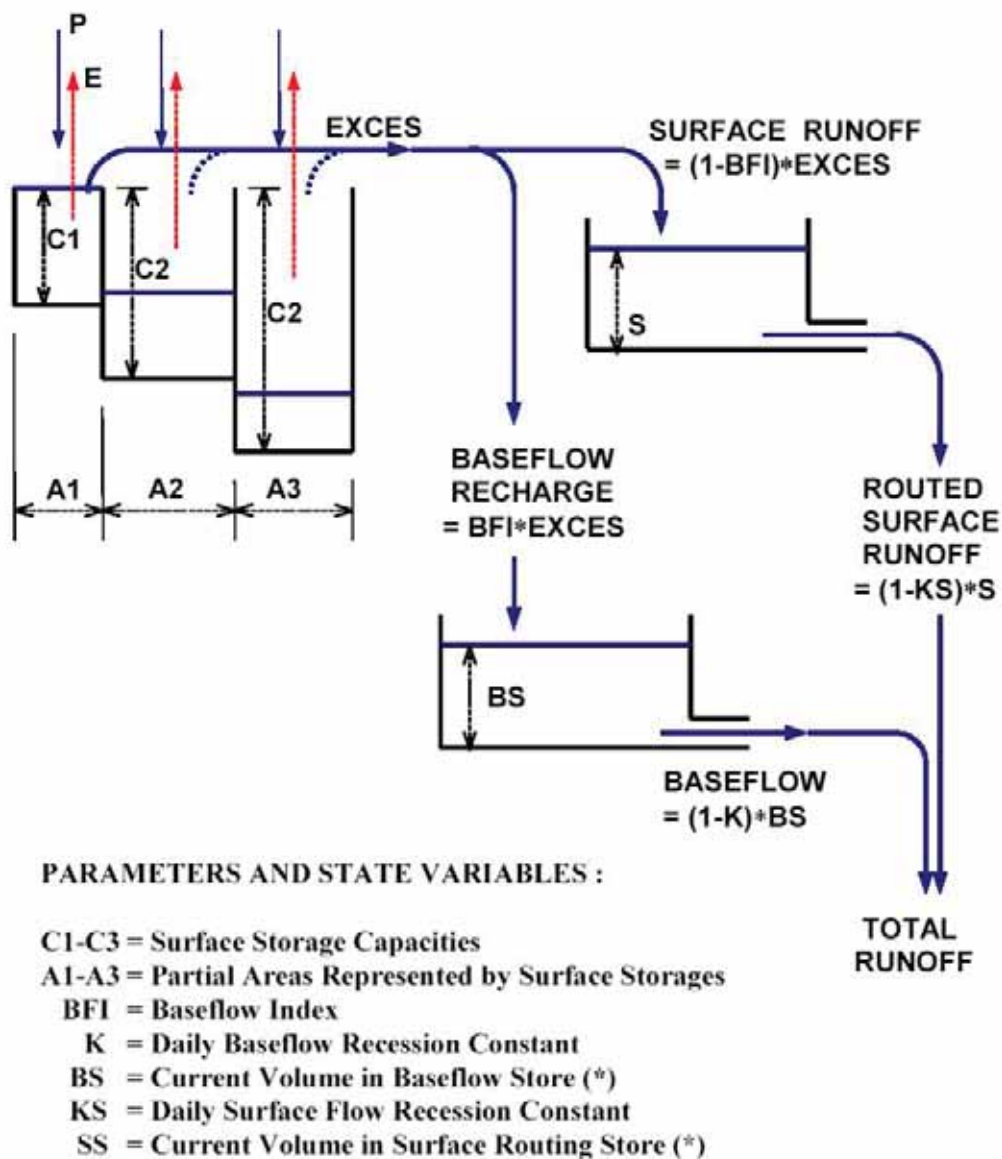 P
E
EXCES
SURFACE RUNOFF
= (1-BFI)*EXCES
C1
C2
C2
S
A1
A2
A3
BASEFLOW
RECHARGE
= BFI*EXCES
ROUTED
SURFACE
RUNOFF
= (1-KS)*S
BS
BASEFLOW
= (1-K)*BS
TOTAL
RUNOFF
PARAMETERS AND STATE VARIABLES :
C1-C3 = Surface Storage Capacities
A1-A3 = Partial Areas Represented by Surface Storages
BFI = Baseflow Index
K = Daily Baseflow Recession Constant
BS = Current Volume in Baseflow Store (*)
KS = Daily Surface Flow Recession Constant
SS = Current Volume in Surface Routing Store (*)